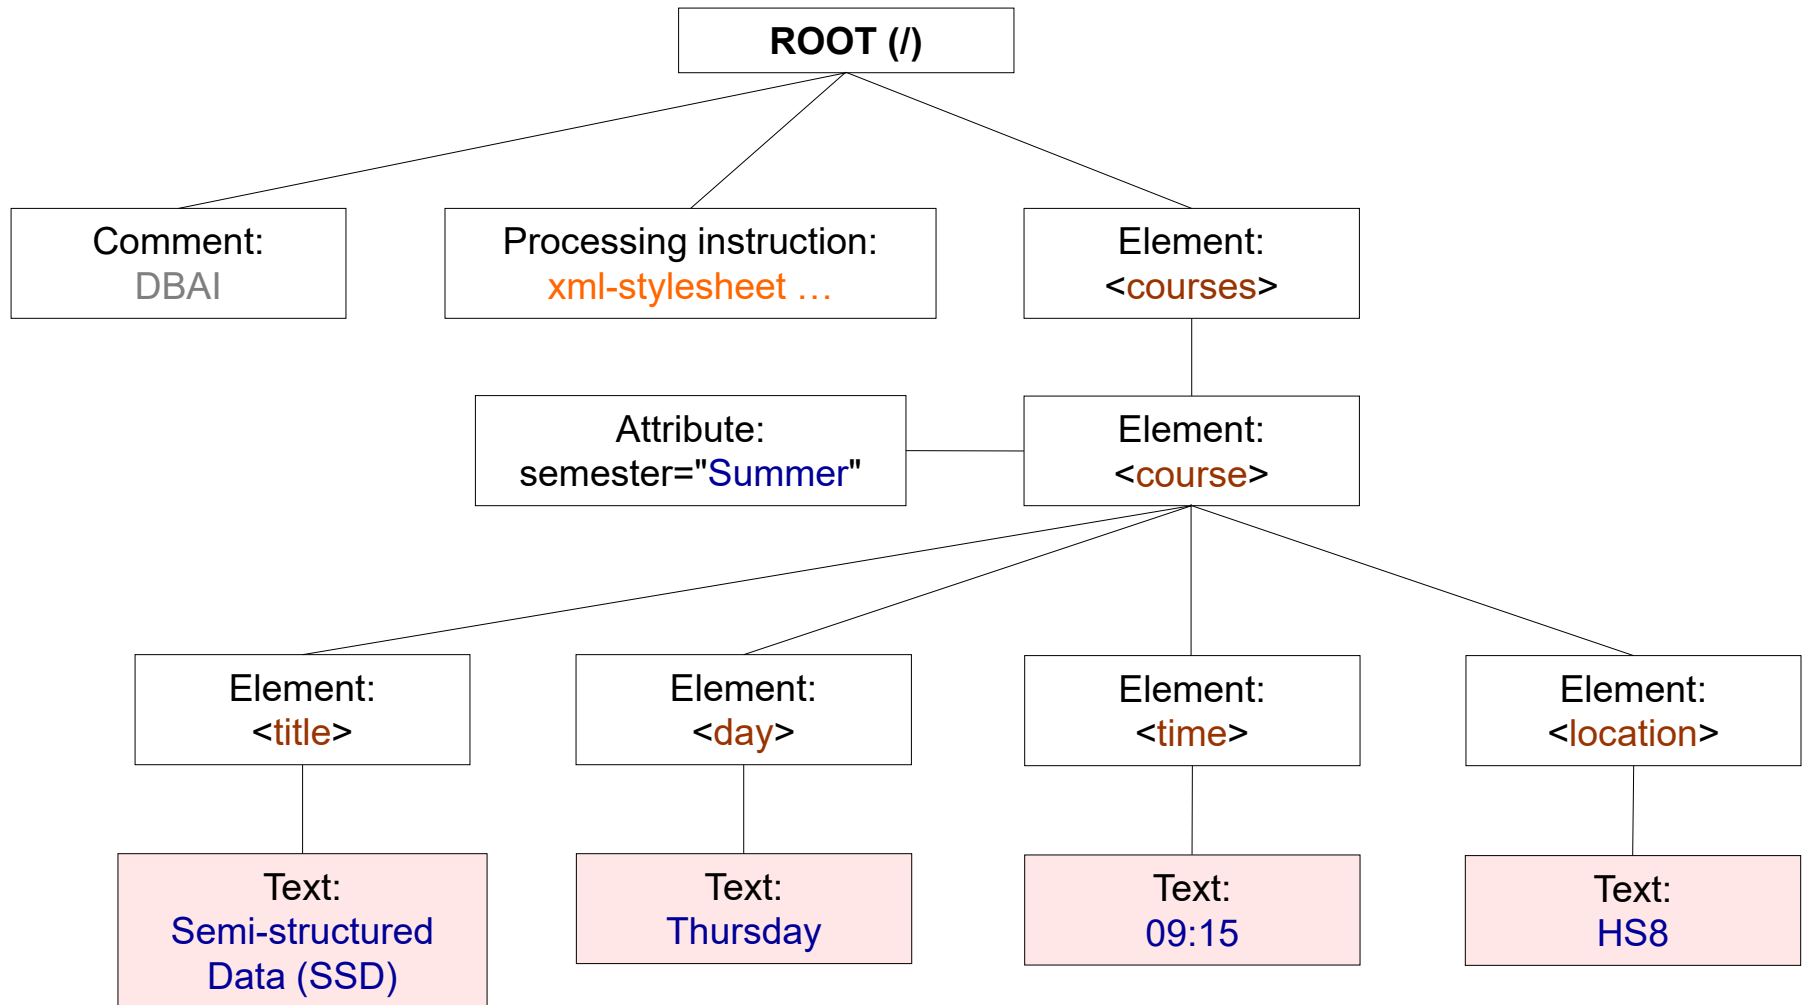 ROOT (/)
Comment:
DBAI
Processing instruction:
xml-stylesheet …
Element:
<courses>
Attribute:
semester="Summer"
Element:
<course>
Element:
<title>
Element:
<day>
Element:
<time>
Element:
<location>
Text:
Semi-structured
Data (SSD)
Text:
Thursday
Text:
09:15
Text:
HS8